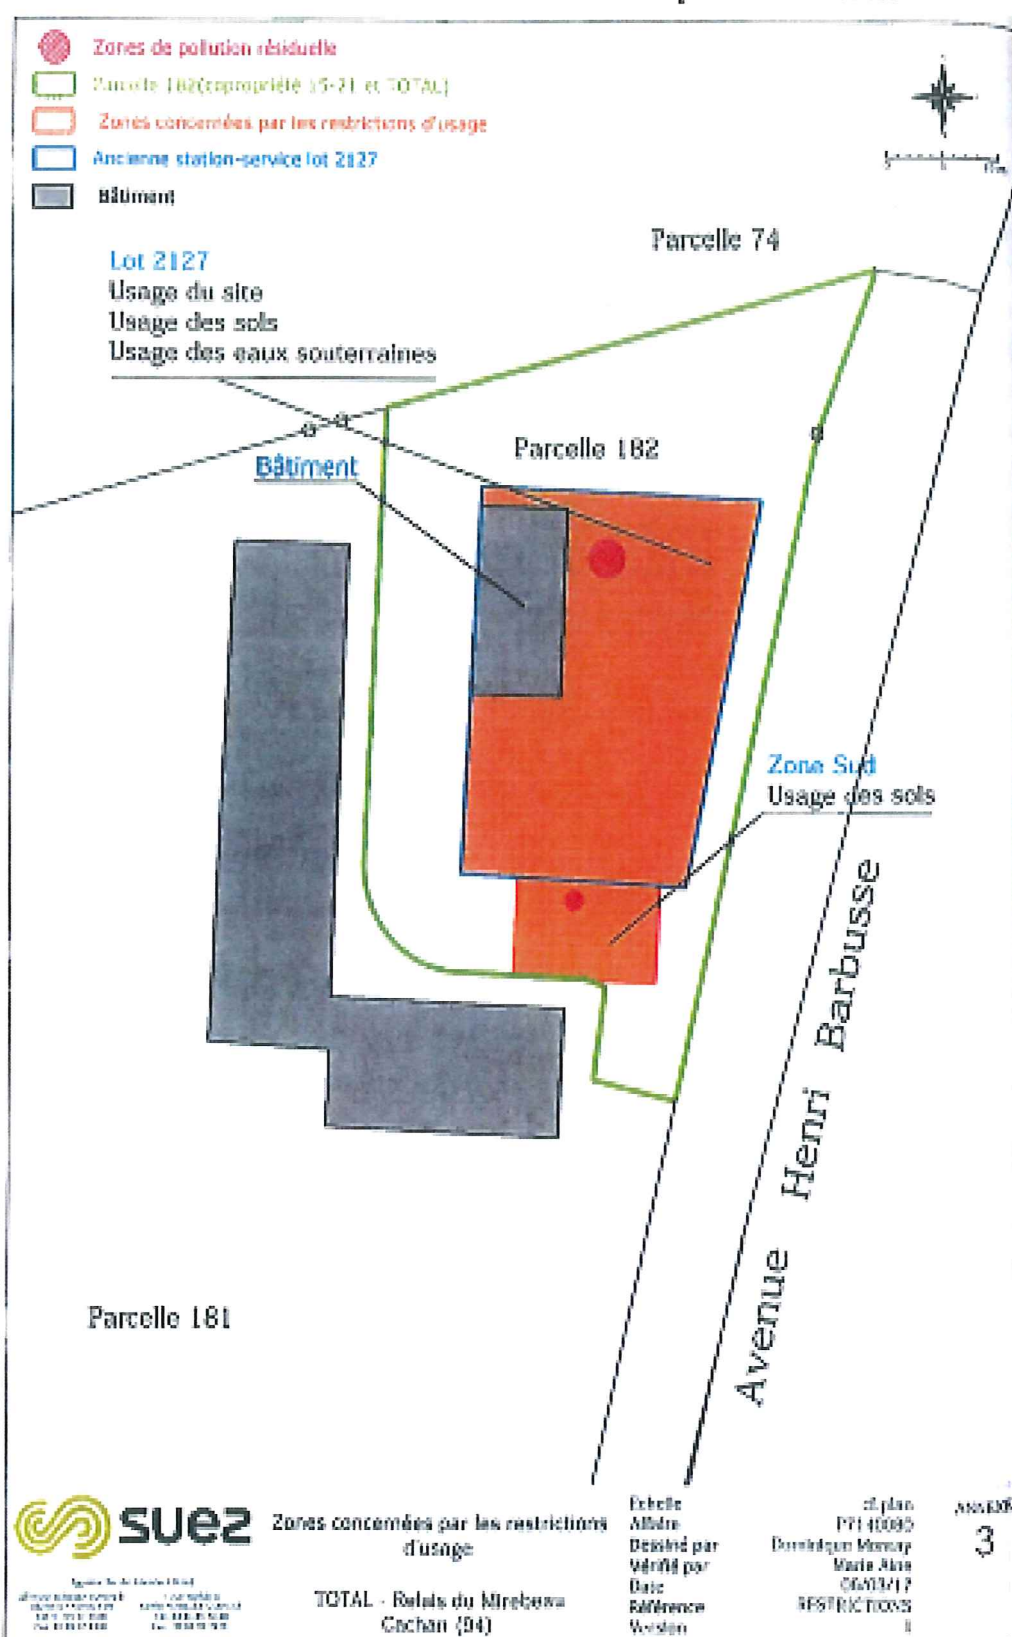 Zones de pollution résiduelle
Parcelle 182(copropriété 15-21 et TOTAL)
Zones concernées par les restrictions d'usage
Ancienne station-service lot 2127
Bâtiment
Parcelle 74
Lot 2127
Usage du site
Usage des sols
Usage des eaux souterraines
Parcelle 182
Bâtiment
Zone Sud
Usage des sols
Avenue Henri Barbusse
Parcelle 181
suez
Zones concernées par les restrictions
d'usage
TOTAL - Relais du Mirebeau
Cachan (94)
Echelle cf.plan
Affaire
Dessiné par Dominique
Vérifié par Marie
Date
Référence RESTRICTIONS
Version
ANNEXE
3